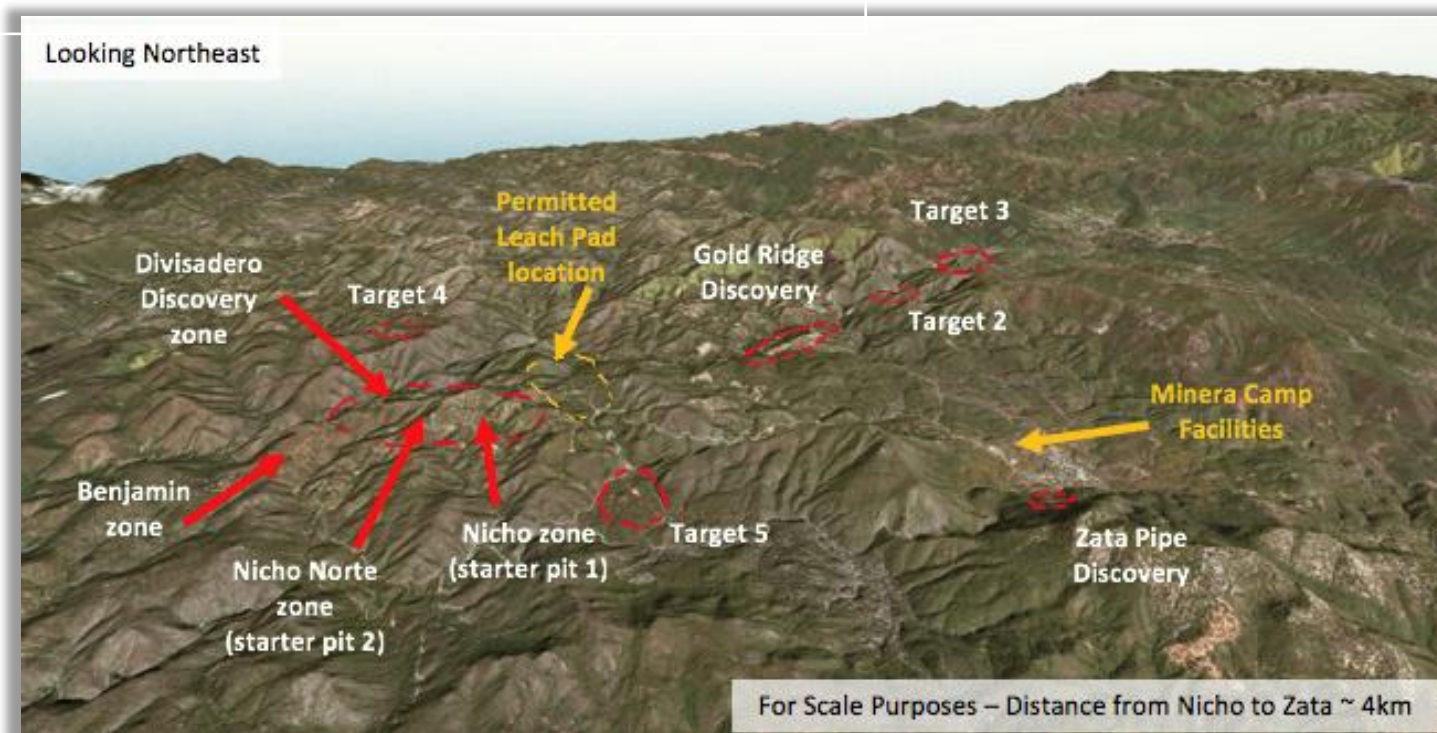 Looking Northeast
Permitted
Leach Pad
location
Target 3
Divisadero
Discovery
zone
Target 4
Gold Ridge
Discovery
Target 2
Minera Camp
Facilities
Benjamin
zone
Nicho Norte
zone
(starter pit 2)
Nicho zone
(starter pit 1)
Target 5
Zata Pipe
Discovery
For Scale Purposes – Distance from Nicho to Zata ~ 4km